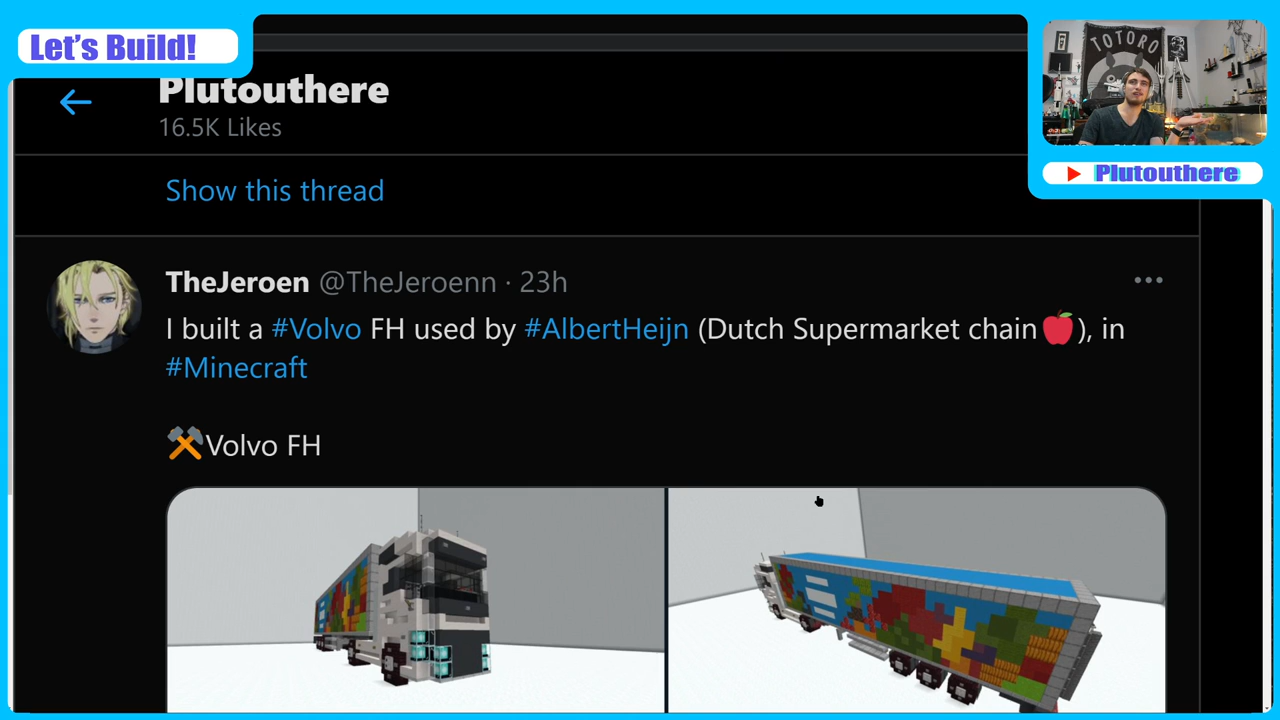 Let's Build!
Plutouthere
16.5K Likes
TOTORO
Plutouthere
Show this thread
TheJeroen @TheJeroenn · 23h
I built a #Volvo FH used by #AlbertHeijn (Dutch Supermarket chain🍎), in
#Minecraft
⚒Volvo FH